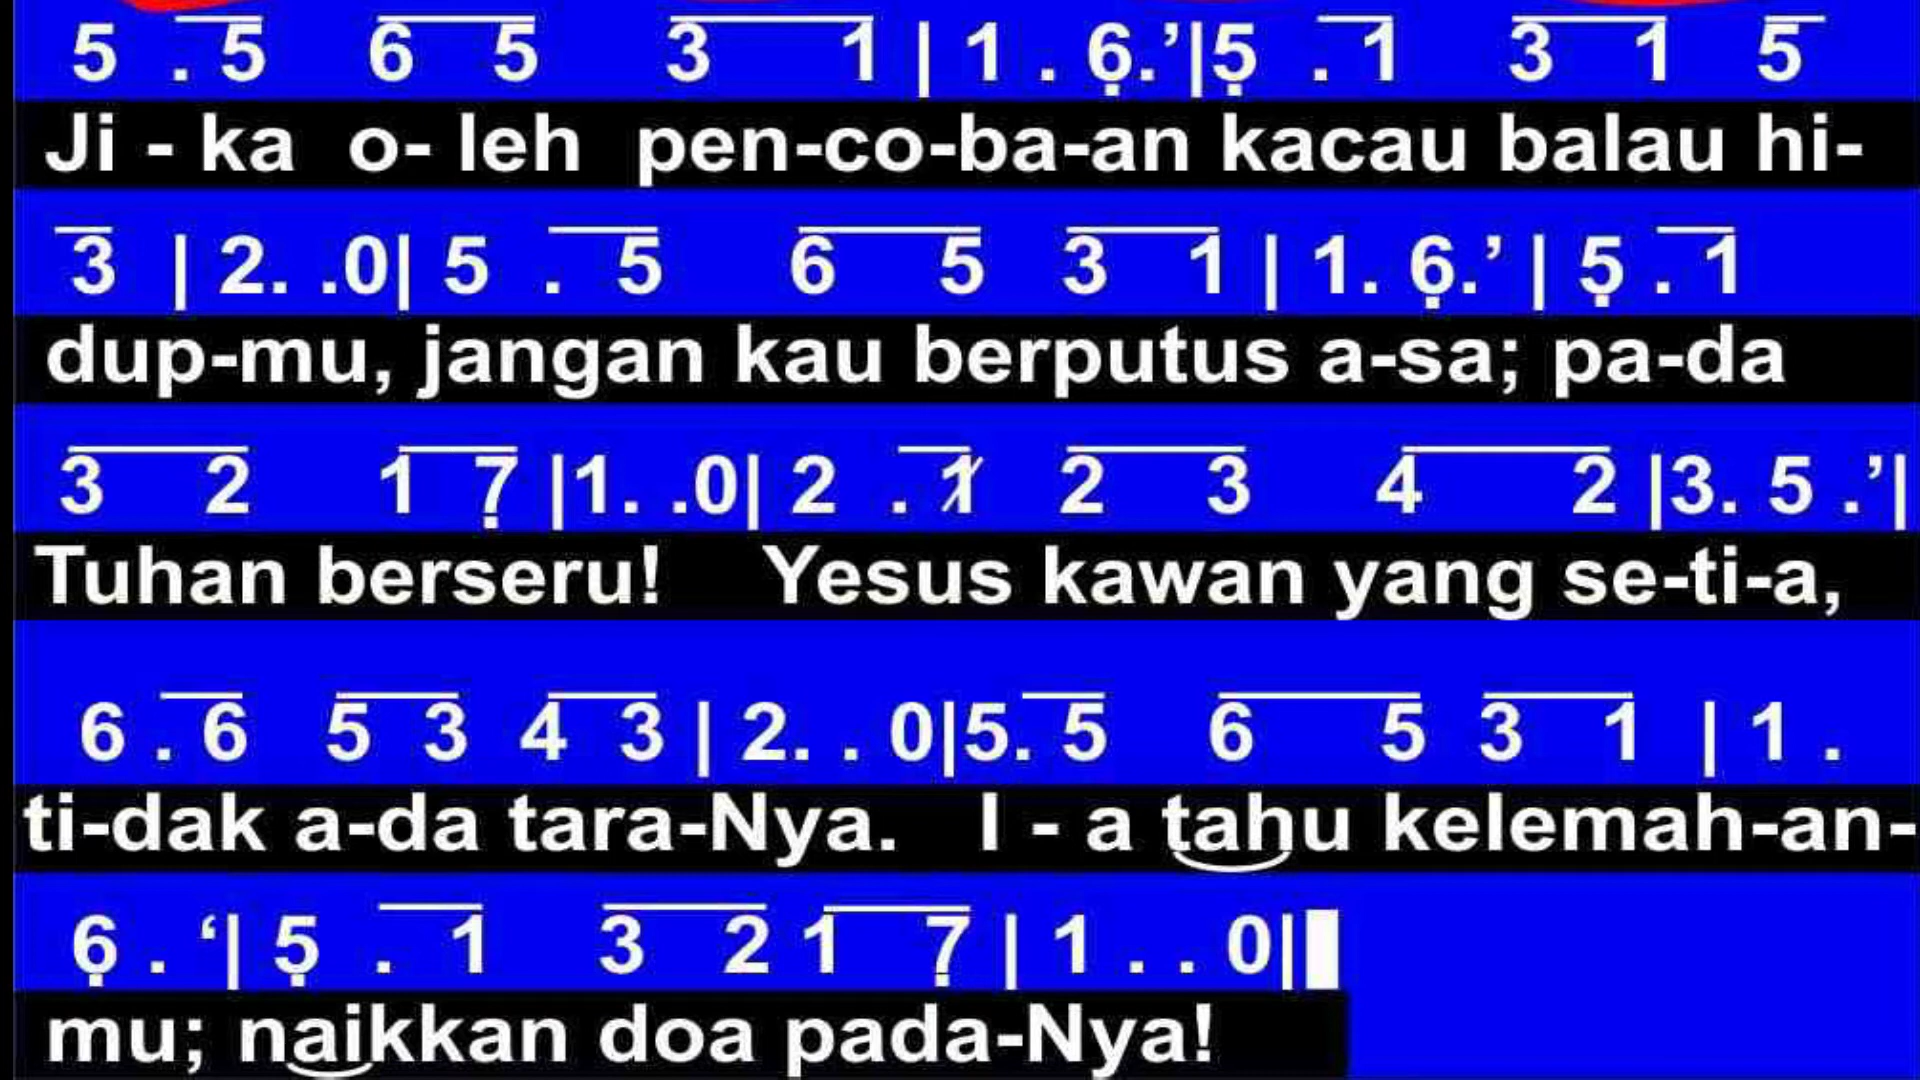 5 . 5 6 5 3 1 | 1 . 6̣.’|5̣ . 1 3 1 5
Ji - ka o- leh pen-co-ba-an kacau balau hi-
3 | 2. .0| 5 . 5 6 5 3 1 | 1. 6̣.’ | 5̣ . 1
dup-mu, jangan kau berputus a-sa; pa-da
3 2 1 7̣ |1. .0| 2 . 1̸ 2 3 4 2 |3. 5 .’|
Tuhan berseru! Yesus kawan yang se-ti-a,
6 . 6 5 3 4 3 | 2. . 0|5. 5 6 5 3 1 | 1 .
ti-dak a-da tara-Nya. I - a tahu kelemah-an-
6̣ . ‘| 5̣ . 1 3 2 1 7̣ | 1 . . 0|
mu; naikkan doa pada-Nya!